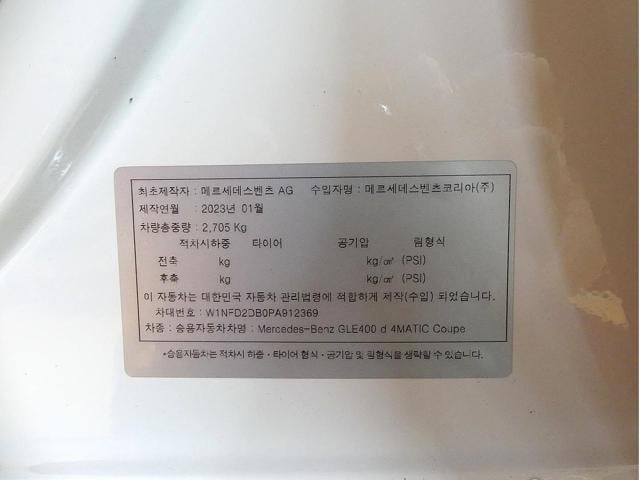 최초제작자 : 메르세데스벤츠 AG 수입자명 : 메르세데스벤츠코리아(주)
제작연월 : 2023년 01월
차량총중량 : 2,705 Kg
적차시하중 타이어 공기압 림형식
전축 kg kg/㎠ (PSI)
후축 kg kg/㎠ (PSI)
이 자동차는 대한민국 자동차 관리법령에 적합하게 제작(수입) 되었습니다.
차대번호 : W1NFD2DB0PA912369
차종 : 승용자동차차명 : Mercedes-Benz GLE400 d 4MATIC Coupe
*승용자동차는 적차시 하중·타이어 형식·공기압 및 림형식을 생략할 수 있습니다.